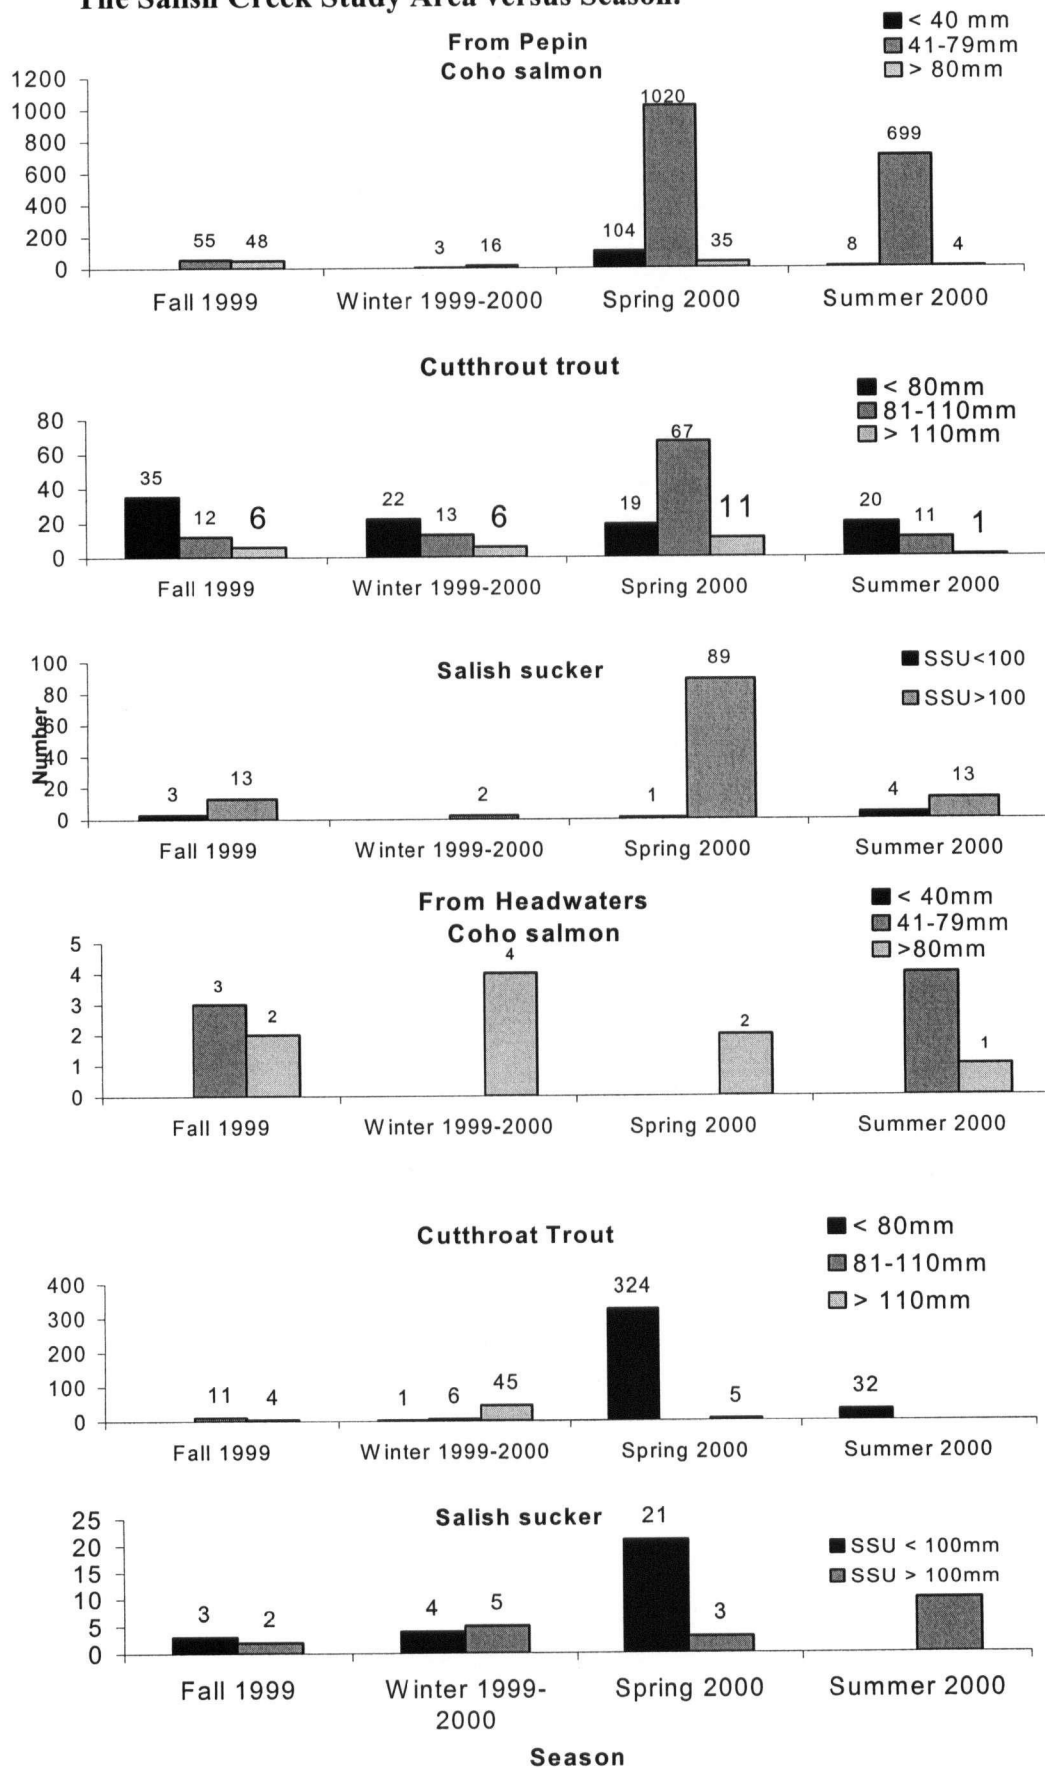 The Salish Creek Study Area versus Season.
From Pepin
Coho salmon
< 40 mm
41-79mm
> 80mm
1200
1000
800
600
400
200
0
55
48
3
16
104
1020
35
8
699
4
Fall 1999
Winter 1999-2000
Spring 2000
Summer 2000
Cutthrout trout
< 80mm
81-110mm
> 110mm
80
60
40
20
0
35
12
6
22
13
6
19
67
11
20
11
1
Fall 1999
Winter 1999-2000
Spring 2000
Summer 2000
Salish sucker
SSU<100
SSU>100
Number
100
80
60
40
20
0
3
13
2
1
89
4
13
Fall 1999
Winter 1999-2000
Spring 2000
Summer 2000
From Headwaters
Coho salmon
< 40mm
41-79mm
>80mm
5
4
3
2
1
0
3
2
4
2
1
Fall 1999
Winter 1999-2000
Spring 2000
Summer 2000
Cutthroat Trout
< 80mm
81-110mm
> 110mm
400
300
200
100
0
11
4
1
6
45
324
5
32
Fall 1999
Winter 1999-2000
Spring 2000
Summer 2000
Salish sucker
SSU < 100mm
SSU > 100mm
25
20
15
10
5
0
3
2
4
5
21
3
Fall 1999
Winter 1999-
2000
Spring 2000
Summer 2000
Season